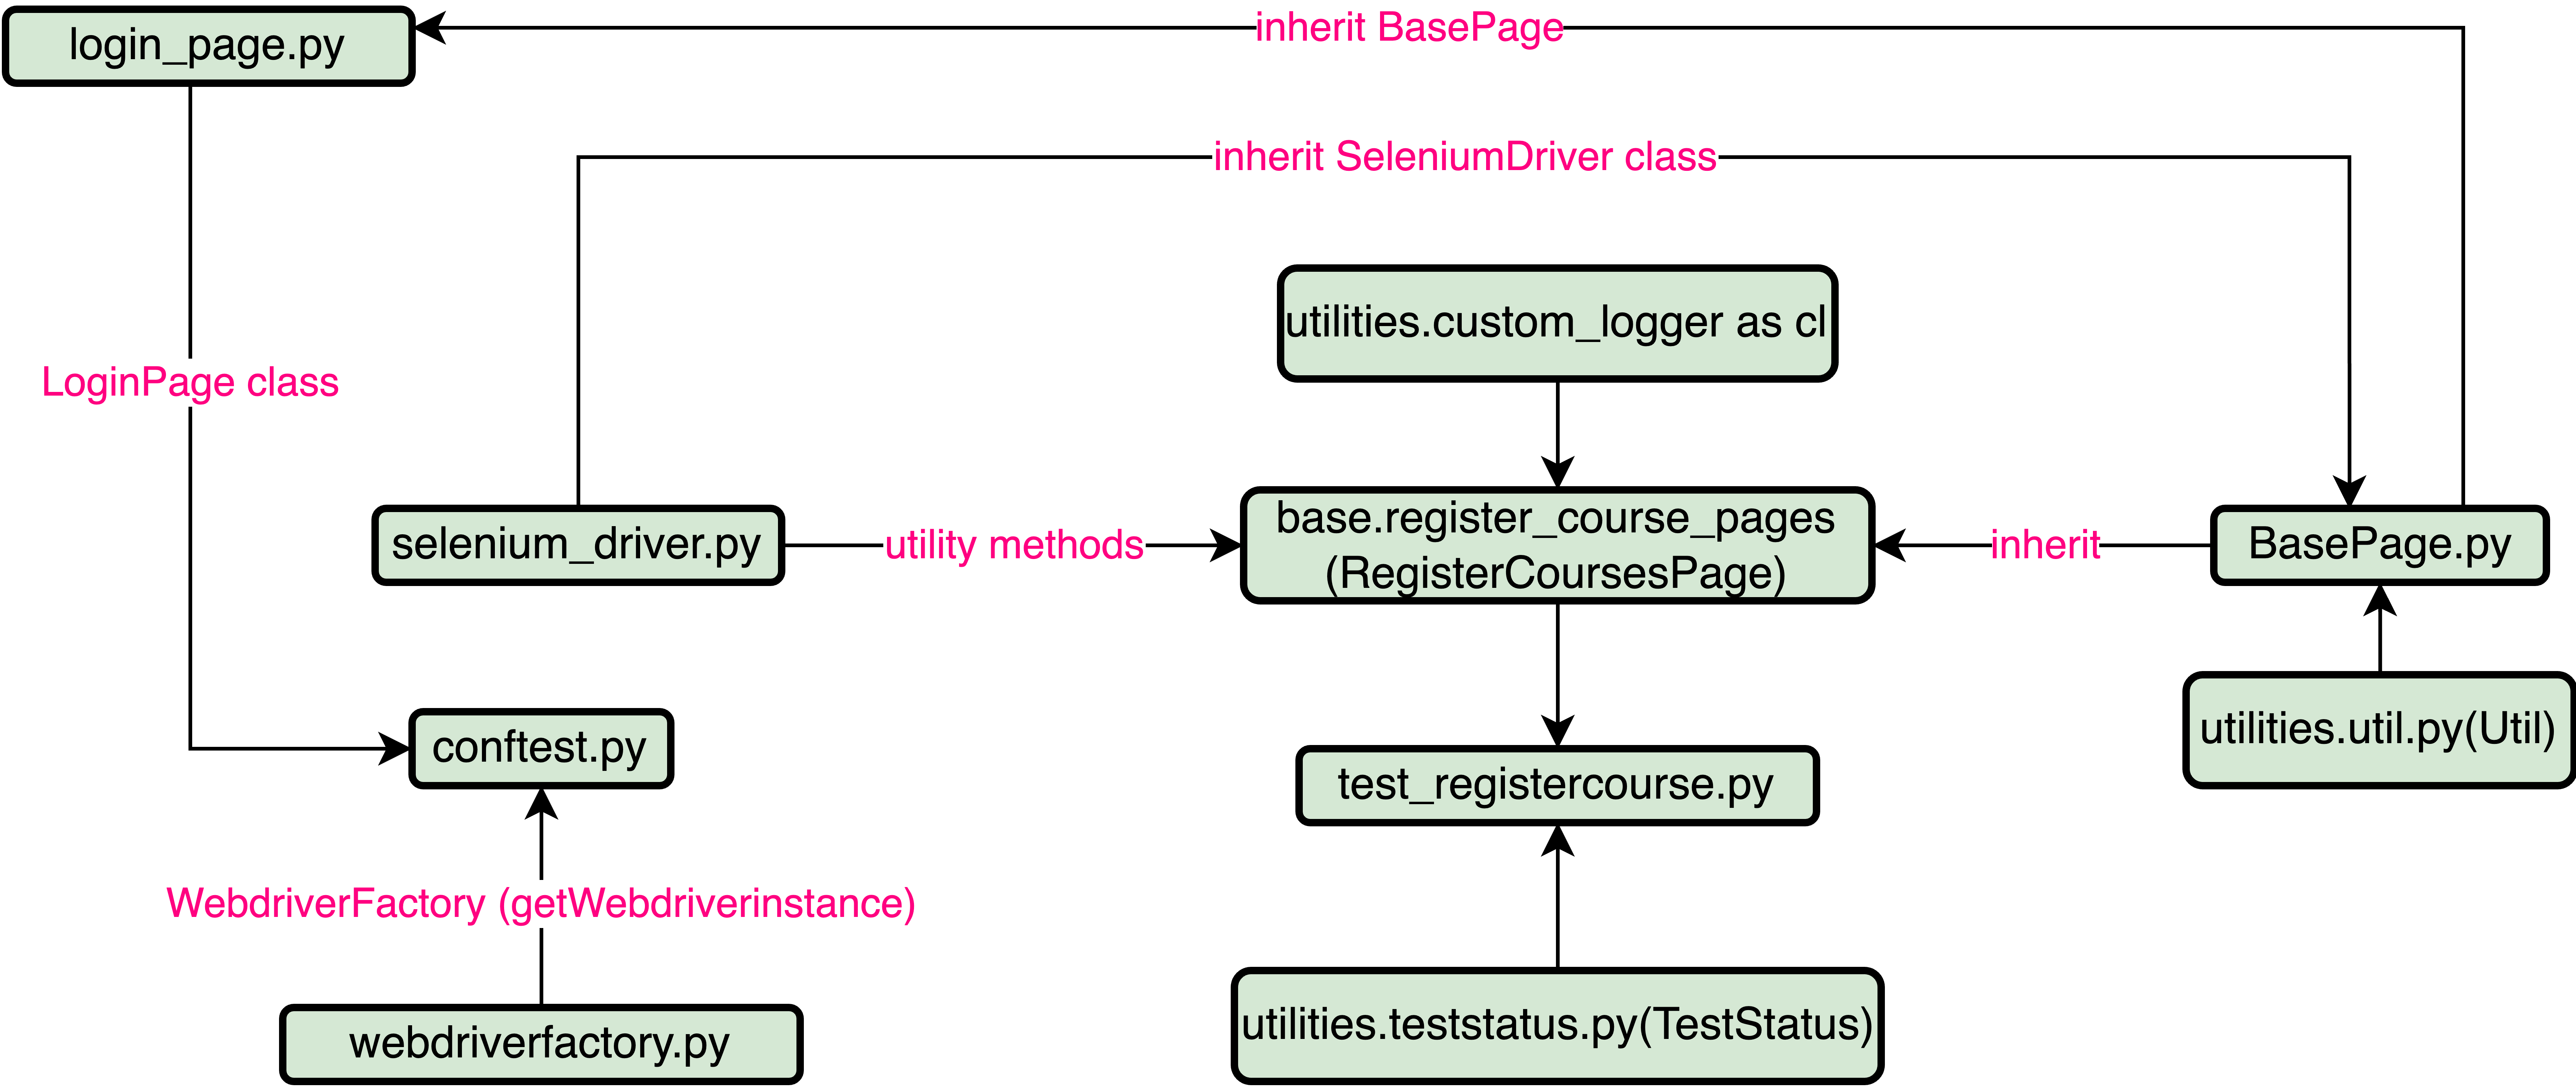 login_page.py
inherit BasePage
inherit SeleniumDriver class
utilities.custom_logger as cl
LoginPage class
selenium_driver.py
utility methods
base.register_course_pages
(RegisterCoursesPage)
inherit
BasePage.py
conftest.py
test_registercourse.py
utilities.util.py(Util)
WebdriverFactory (getWebdriverinstance)
webdriverfactory.py
utilities.teststatus.py(TestStatus)